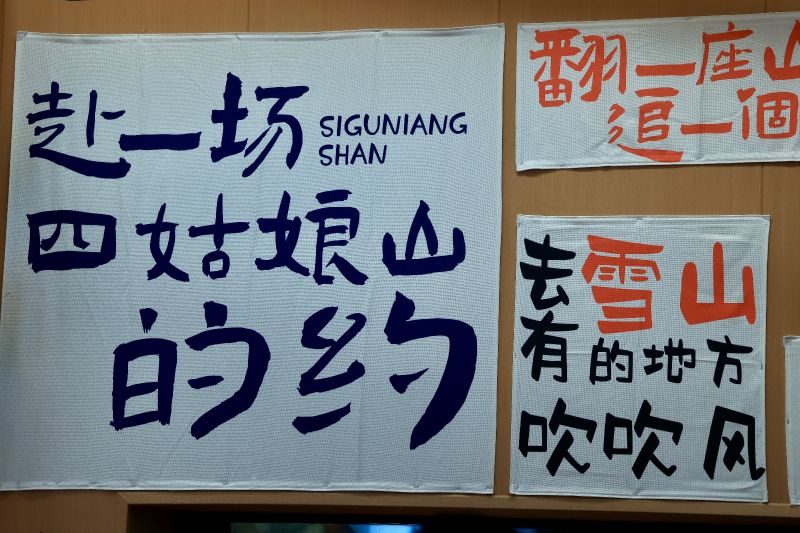 赴一场
SIGUNIANG
SHAN
四姑娘山
的约
翻一座山
追一個
去雪山
有的地方
吹吹风